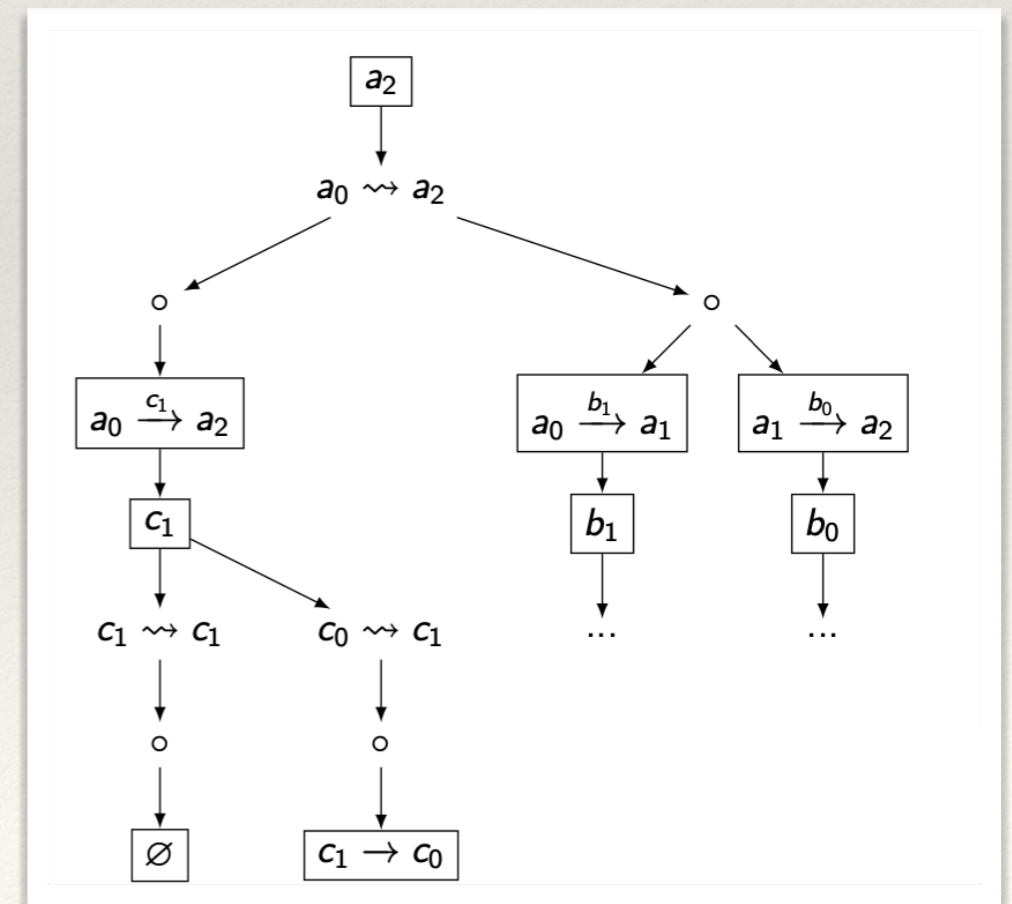 a₂
a₀ ⇝ a₂
a₀ —c₁→ a₂
a₀ —b₁→ a₁
a₁ —b₀→ a₂
c₁
b₁
b₀
c₁ ⇝ c₁
c₀ ⇝ c₁
...
...
∅
c₁ → c₀